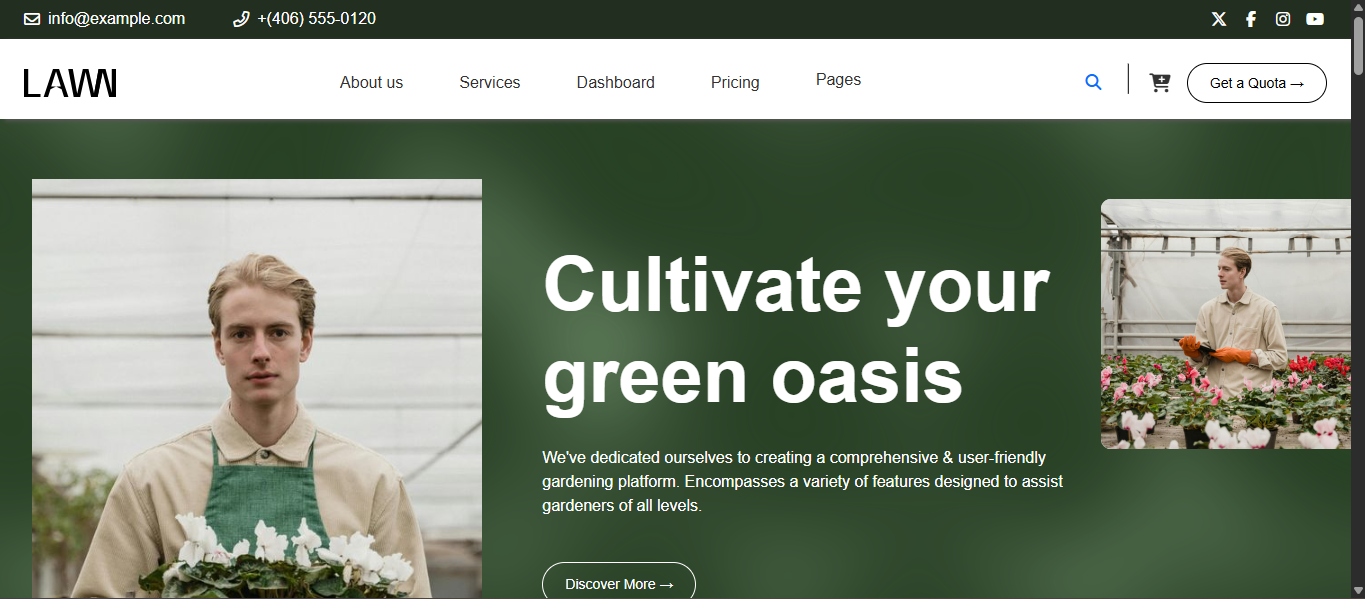 info@example.com +(406) 555-0120
LAWN
About us Services Dashboard Pricing Pages
Get a Quota →
Cultivate your
green oasis
We've dedicated ourselves to creating a comprehensive & user-friendly
gardening platform. Encompasses a variety of features designed to assist
gardeners of all levels.
Discover More →